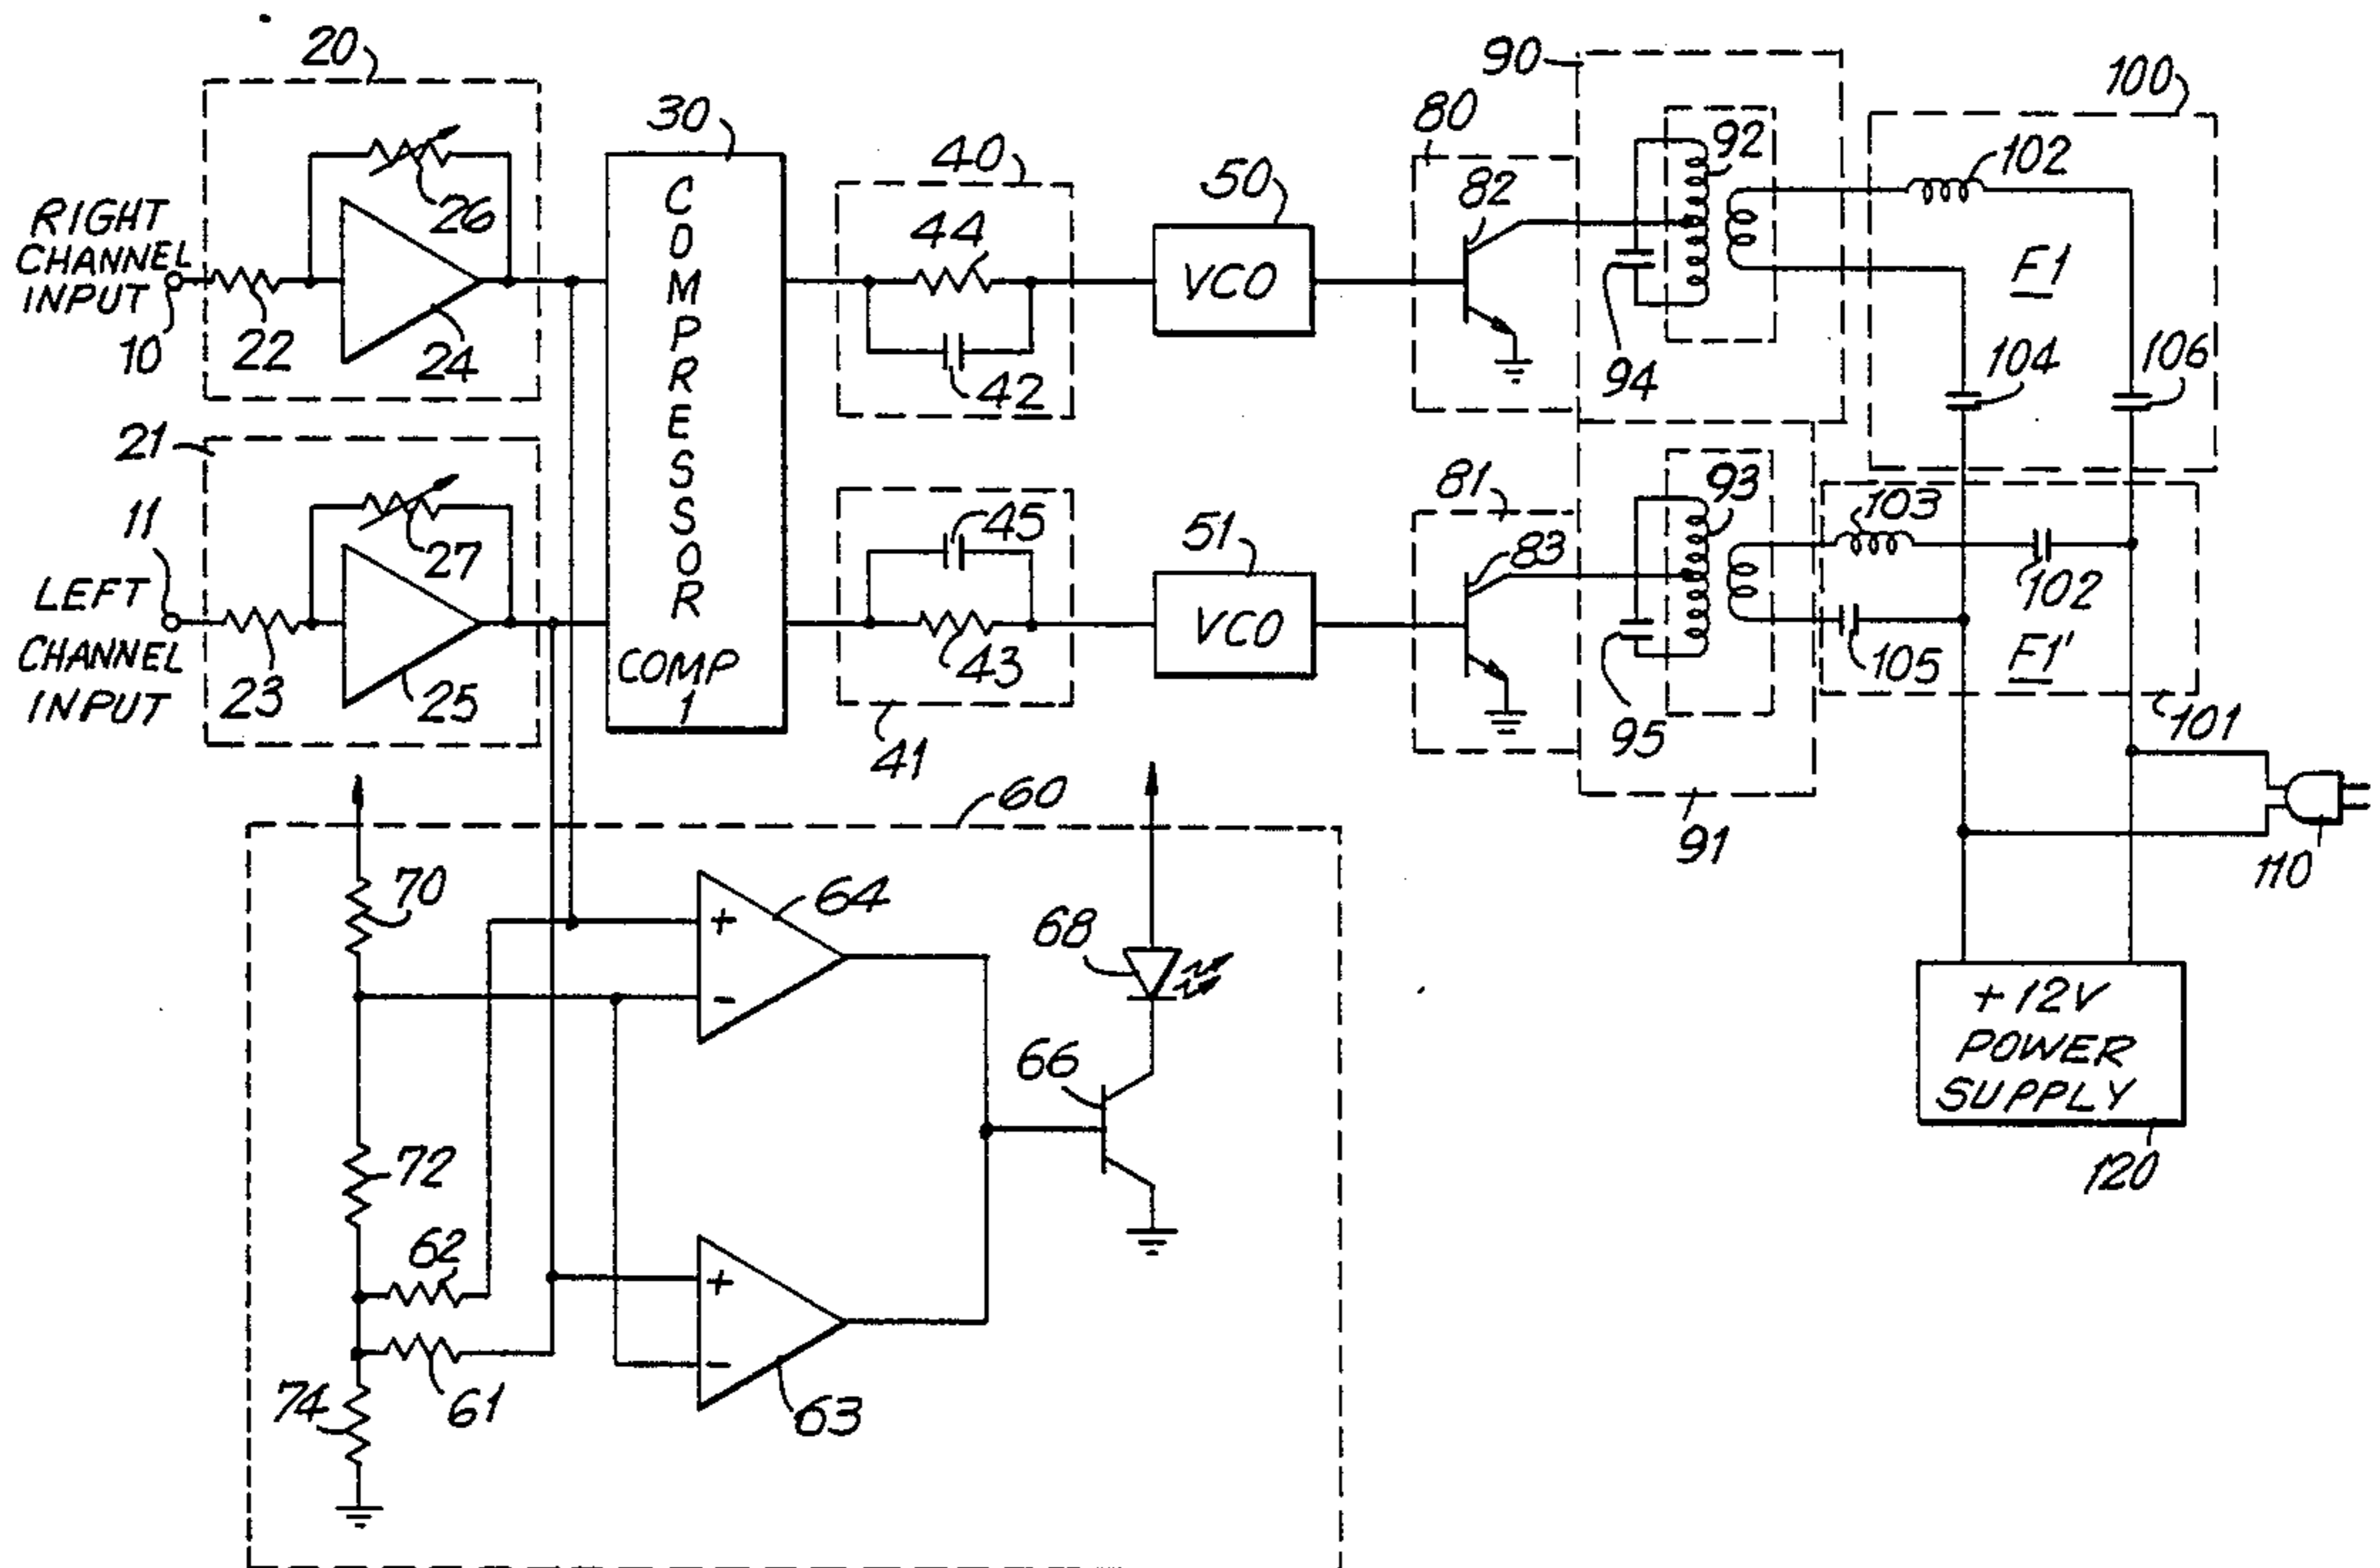 20
90
100
30
80
92
40
102
50
82
26
44
RIGHT
CHANNEL
INPUT
C
O
M
P
R
E
S
S
O
R
VCO
F1
10
22
24
42
94
104
106
21
81
93
103
11
45
51
83
27
LEFT
CHANNEL
INPUT
VCO
102
COMP
1
43
105
F1'
23
25
95
101
41
60
91
110
70
+
64
68
-
+12V
POWER
SUPPLY
66
72
120
62
+
61
-
74
63